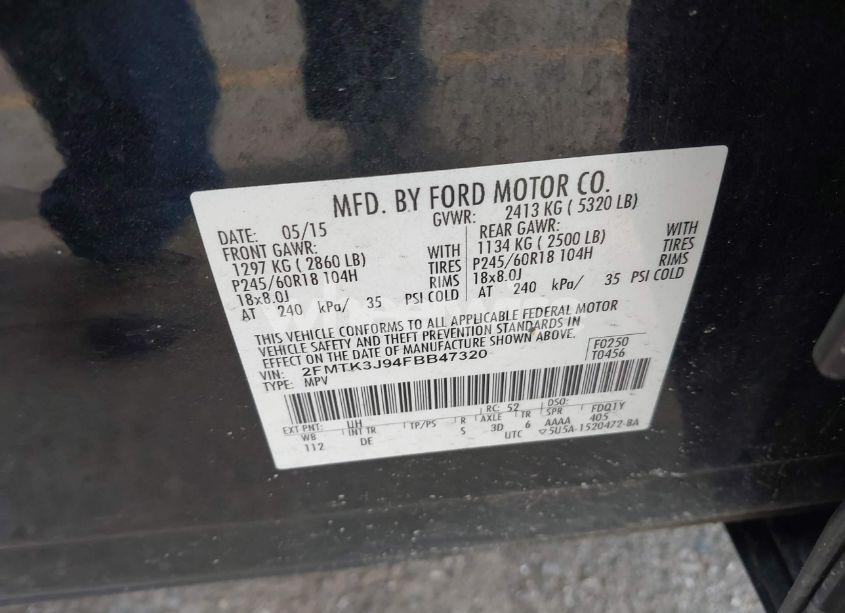 MFD. BY FORD MOTOR CO.
DATE: 05/15 GVWR: 2413 KG ( 5320 LB)
FRONT GAWR: REAR GAWR:
1297 KG ( 2860 LB) WITH 1134 KG ( 2500 LB) WITH
P245/60R18 104H TIRES P245/60R18 104H TIRES
18x8.0J RIMS 18x8.0J RIMS
AT 240 kPa/ 35 PSI COLD AT 240 kPa/ 35 PSI COLD
THIS VEHICLE CONFORMS TO ALL APPLICABLE FEDERAL MOTOR
VEHICLE SAFETY AND THEFT PREVENTION STANDARDS IN
EFFECT ON THE DATE OF MANUFACTURE SHOWN ABOVE.
VIN: 2FMTK3J94FBB47320 F0250
TYPE: MPV T0456
EXT PNT: UH RC: 52 DSO:
WB INT TR TP/PS R AXLE TR SPR FDQ1Y
112 DE S 3D 6 AAAA 405
UTC ▽5U5A-1520472-BA